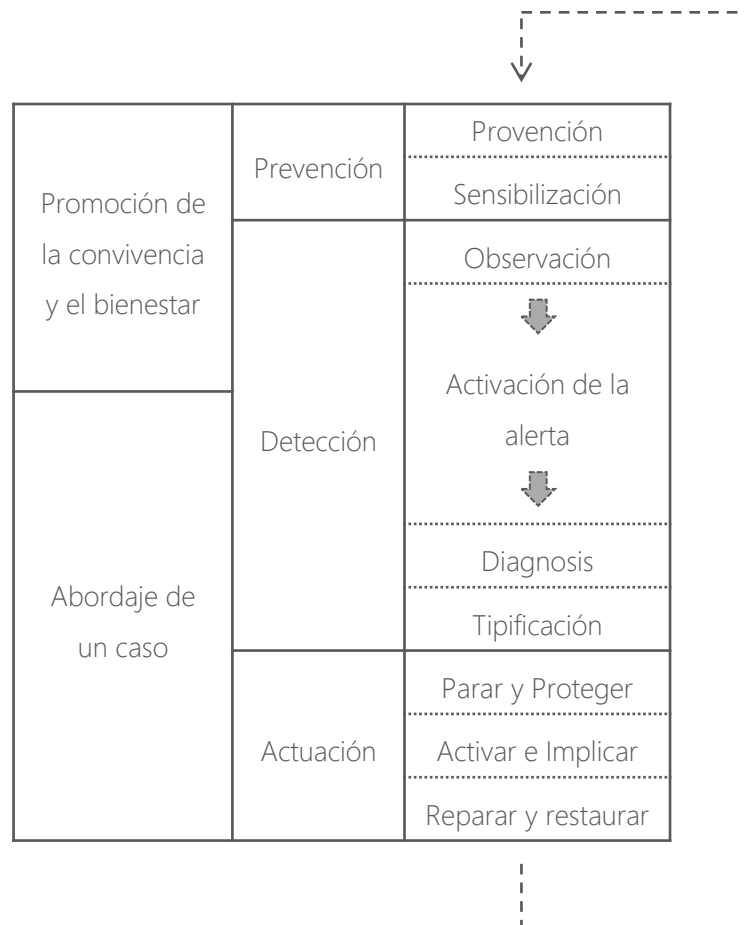 Promoción de
la convivencia
y el bienestar
Prevención
Provención
Sensibilización
Detección
Observación
Activación de la
alerta
Diagnosis
Tipificación
Abordaje de
un caso
Actuación
Parar y Proteger
Activar e Implicar
Reparar y restaurar